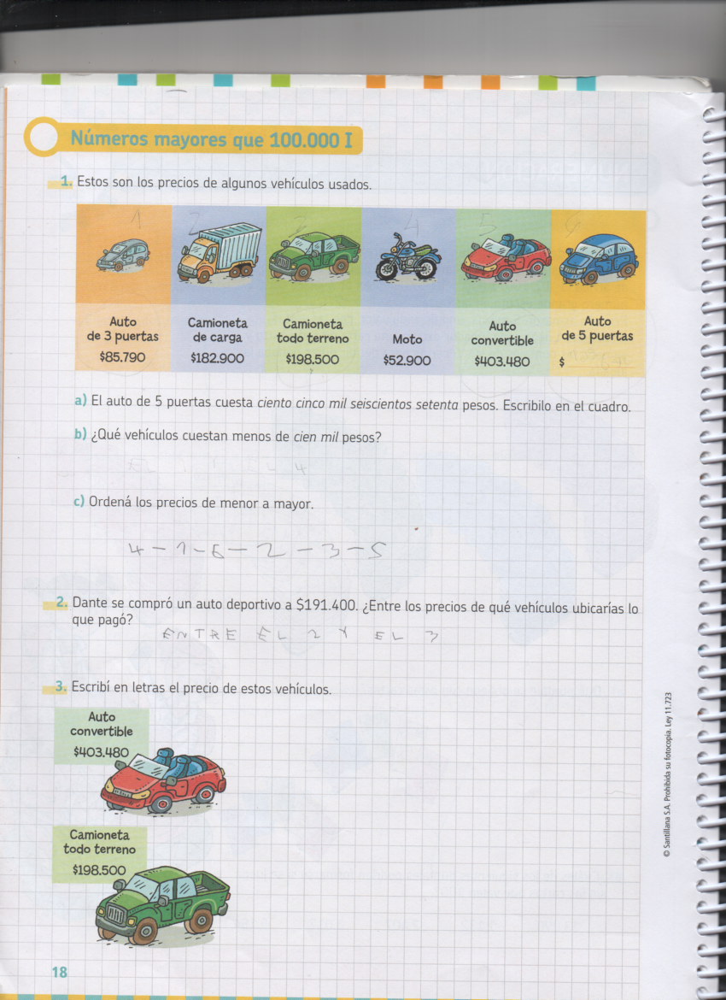 Números mayores que 100.000 I
1. Estos son los precios de algunos vehículos usados.
1 2 3 4 5 6
Auto de 3 puertas $85.790
Camioneta de carga $182.900
Camioneta todo terreno $198.500
Moto $52.900
Auto convertible $403.480
Auto de 5 puertas $
a) El auto de 5 puertas cuesta ciento cinco mil seiscientos setenta pesos. Escribilo en el cuadro.
b) ¿Qué vehículos cuestan menos de cien mil pesos?
EL 4
c) Ordená los precios de menor a mayor.
4 - 1 - 6 - 2 - 3 - 5
2. Dante se compró un auto deportivo a $191.400. ¿Entre los precios de qué vehículos ubicarías lo
que pagó?
ENTRE EL 2 Y EL 3
3. Escribí en letras el precio de estos vehículos.
Auto
convertible
$403.480
Camioneta
todo terreno
$198.500
18
© Santillana S.A. Prohibida su fotocopia. Ley 11.723